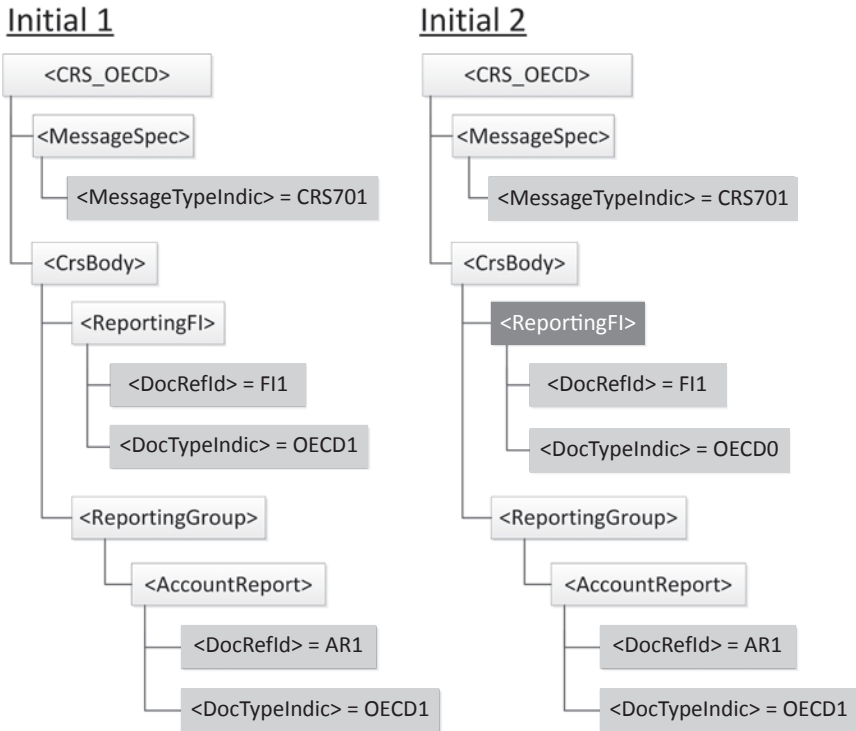 Initial 1
<CRS_OECD>
<MessageSpec>
<MessageTypeIndic> = CRS701
<CrsBody>
<ReportingFI>
<DocRefId> = FI1
<DocTypeIndic> = OECD1
<ReportingGroup>
<AccountReport>
<DocRefId> = AR1
<DocTypeIndic> = OECD1
Initial 2
<CRS_OECD>
<MessageSpec>
<MessageTypeIndic> = CRS701
<CrsBody>
<ReportingFI>
<DocRefId> = FI1
<DocTypeIndic> = OECD0
<ReportingGroup>
<AccountReport>
<DocRefId> = AR1
<DocTypeIndic> = OECD1